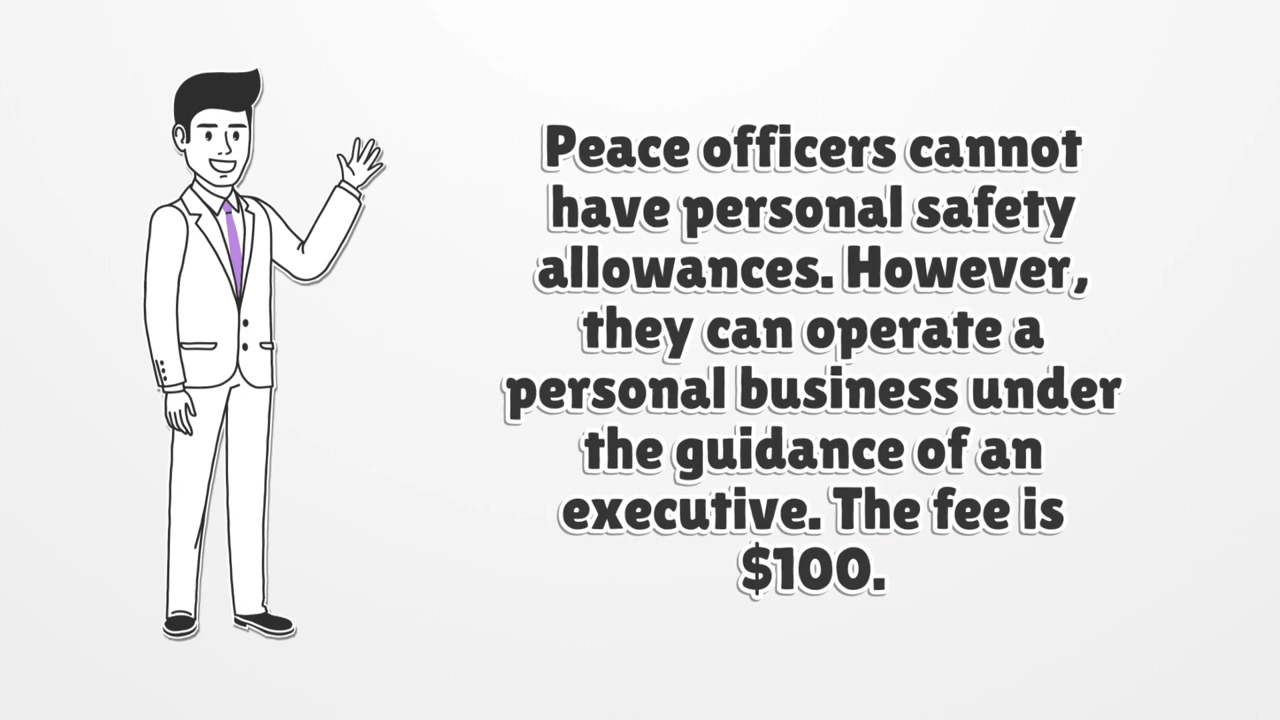 Peace officers cannot
have personal safety
allowances. However,
they can operate a
personal business under
the guidance of an
executive. The fee is
$100.